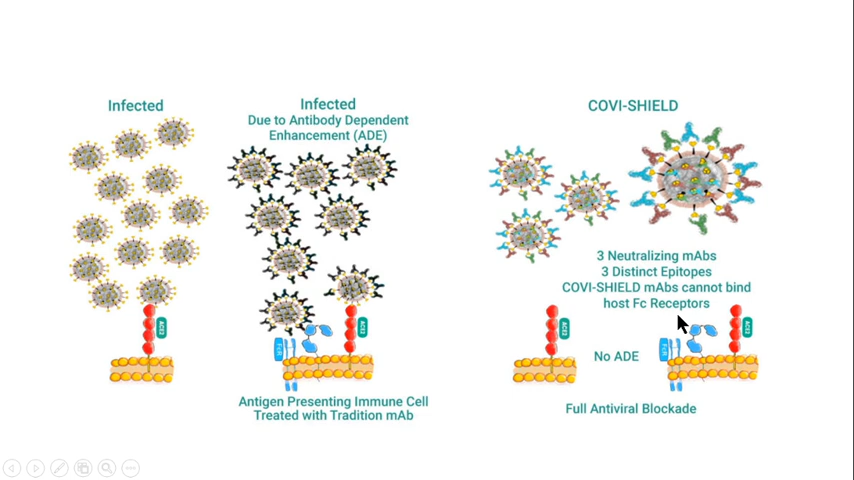 Infected
Infected
Due to Antibody Dependent
Enhancement (ADE)
COVI-SHIELD
3 Neutralizing mAbs
3 Distinct Epitopes
COVI-SHIELD mAbs cannot bind
host Fc Receptors
ACE2
FcR
ACE2
ACE2
No ADE
FcR
ACE2
Antigen Presenting Immune Cell
Treated with Tradition mAb
Full Antiviral Blockade